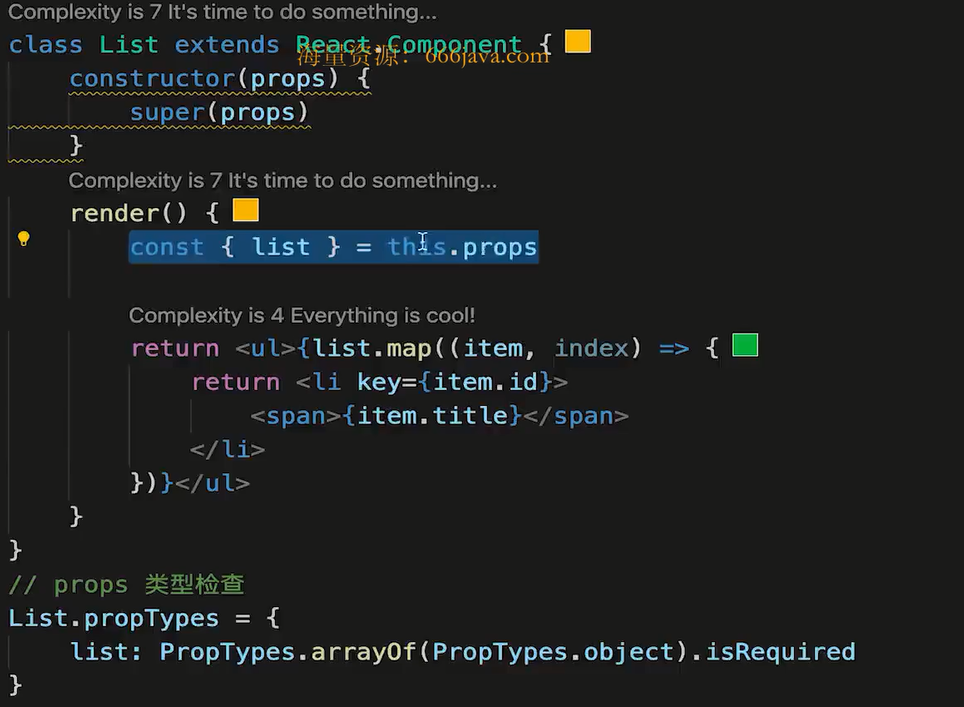 Complexity is 7 It's time to do something...
class List extends React.Component {
海量资源：666java.com
constructor(props) {
super(props)
}
Complexity is 7 It's time to do something...
render() {
const { list } = this.props
Complexity is 4 Everything is cool!
return <ul>{list.map((item, index) => {
return <li key={item.id}>
<span>{item.title}</span>
</li>
})}</ul>
}
}
// props 类型检查
List.propTypes = {
list: PropTypes.arrayOf(PropTypes.object).isRequired
}